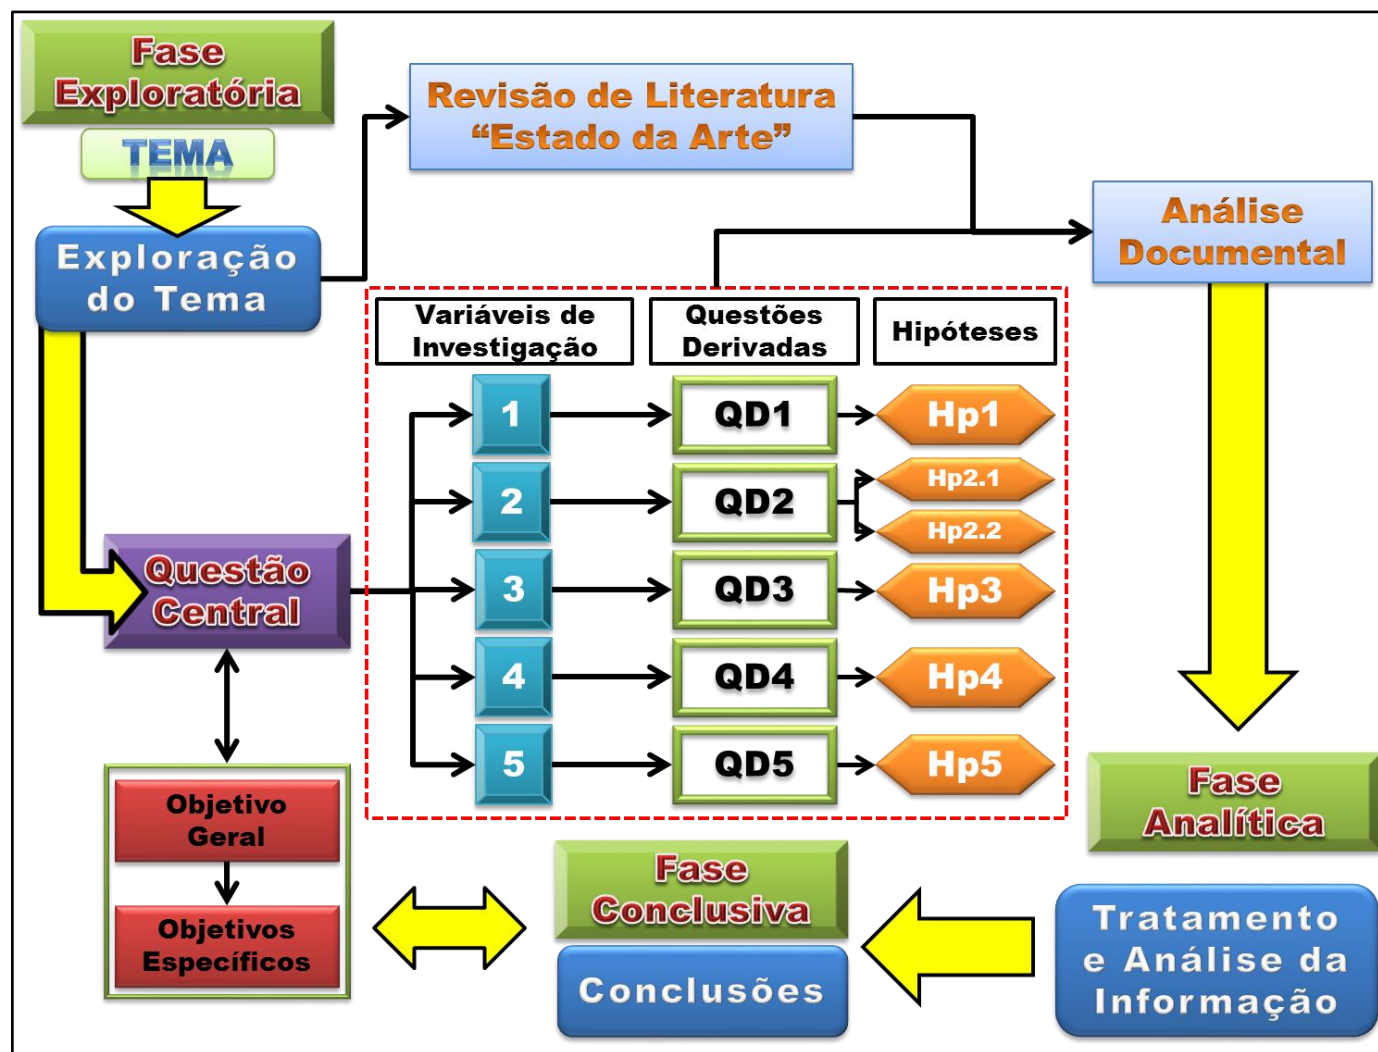 Fase
Exploratória
TEMA
Exploração
do Tema
Revisão de Literatura
“Estado da Arte”
Análise
Documental
Variáveis de
Investigação
Questões
Derivadas
Hipóteses
1
QD1
Hp1
2
QD2
Hp2.1
Hp2.2
3
QD3
Hp3
4
QD4
Hp4
5
QD5
Hp5
Questão
Central
Objetivo
Geral
Objetivos
Específicos
Fase
Analítica
Tratamento
e Análise da
Informação
Fase
Conclusiva
Conclusões